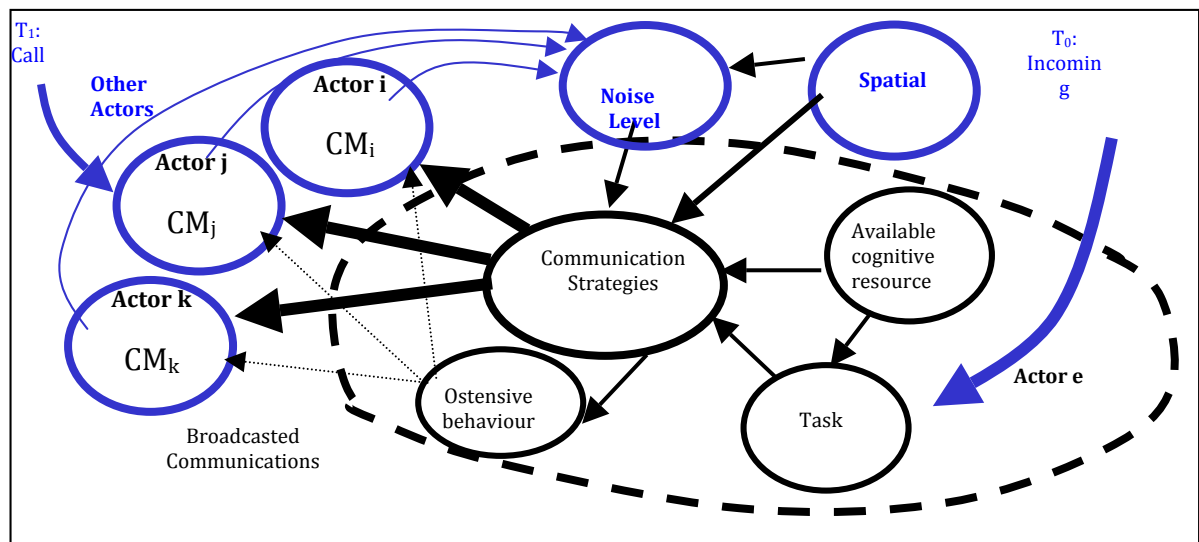 T₁:
Call
Other
Actors
Actor i
CMᵢ
Actor j
CMⱼ
Actor k
CMₖ
Noise
Level
Spatial
T₀:
Incomin
g
Communication
Strategies
Available
cognitive
resource
Ostensive
behaviour
Task
Actor e
Broadcasted
Communications